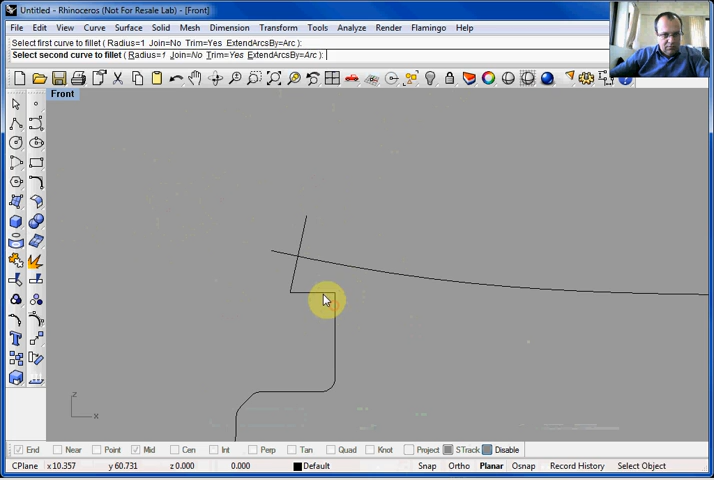 Untitled - Rhinoceros (Not For Resale Lab) - [Front]
File Edit View Curve Surface Solid Mesh Dimension Transform Tools Analyze Render Flamingo Help
Select first curve to fillet ( Radius=1 Join=No Trim=Yes ExtendArcsBy=Arc ):
Select second curve to fillet ( Radius=1 Join=No Trim=Yes ExtendArcsBy=Arc ):
Front
z
x
End Near Point Mid Cen Int Perp Tan Quad Knot Project STrack Disable
CPlane x 10.357 y 60.731 z 0.000 0.000 Default Snap Ortho Planar Osnap Record History Select Object